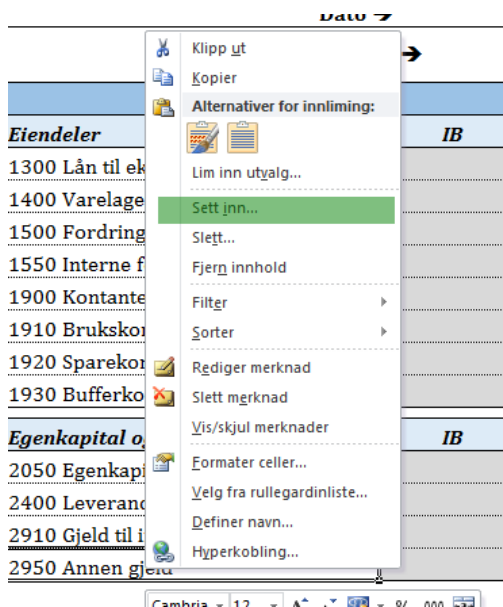 Dato →
→
Eiendeler IB
1300 Lån til ek
1400 Varelage
1500 Fordring
1550 Interne f
1900 Kontante
1910 Brukskon
1920 Sparekon
1930 Bufferko
Egenkapital o IB
2050 Egenkapi
2400 Leverand
2910 Gjeld til i
2950 Annen gjeld
Klipp ut
Kopier
Alternativer for innliming:
Lim inn utvalg...
Sett inn...
Slett...
Fjern innhold
Filter
Sorter
Rediger merknad
Slett merknad
Vis/skjul merknader
Formater celler...
Velg fra rullegardinliste...
Definer navn...
Hyperkobling...
Cambria 12 A A % 000